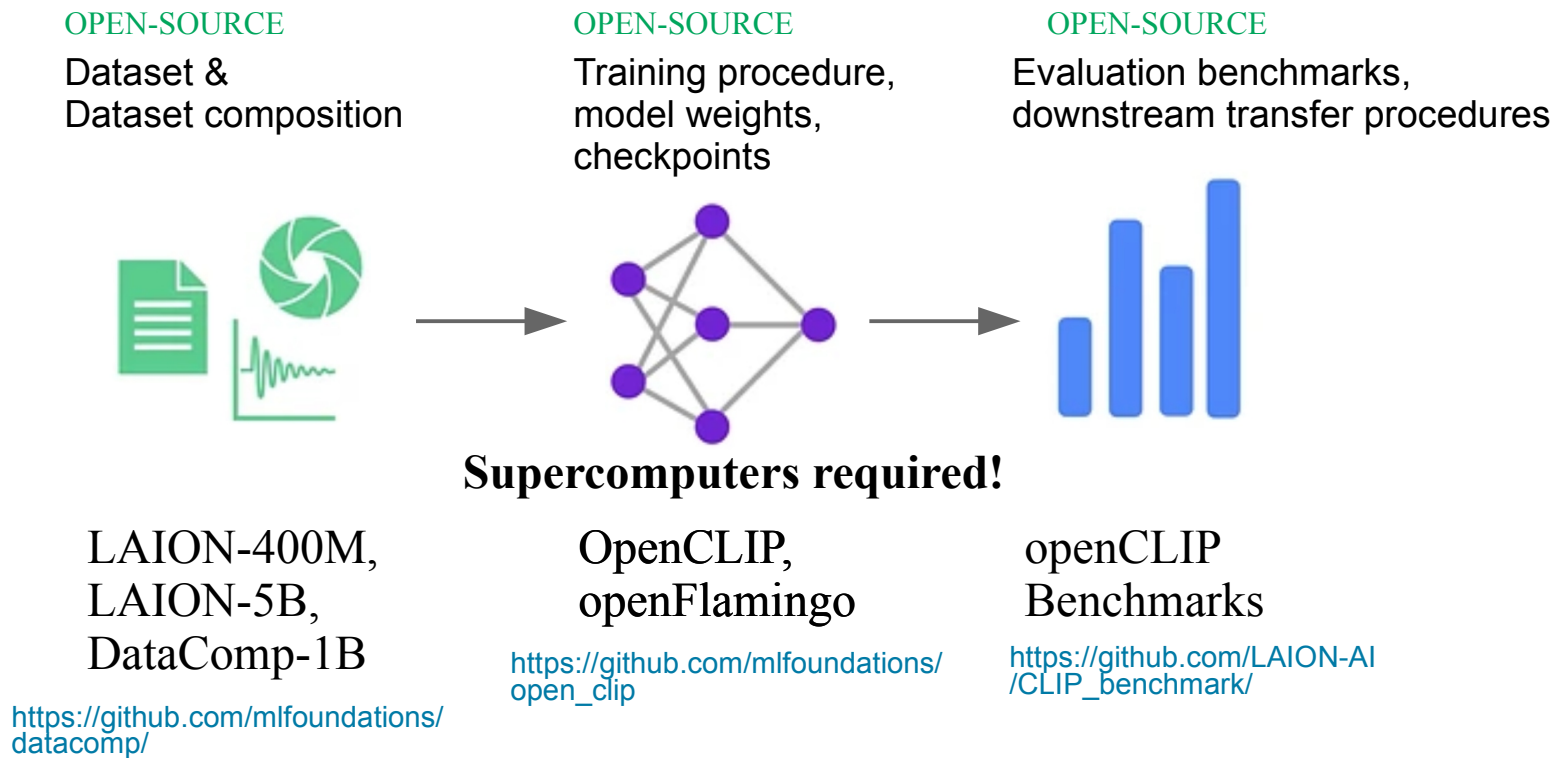 OPEN-SOURCE
Dataset &
Dataset composition
OPEN-SOURCE
Training procedure,
model weights,
checkpoints
OPEN-SOURCE
Evaluation benchmarks,
downstream transfer procedures
Supercomputers required!
LAION-400M,
LAION-5B,
DataComp-1B
https://github.com/mlfoundations/
datacomp/
OpenCLIP,
openFlamingo
https://github.com/mlfoundations/
open_clip
openCLIP
Benchmarks
https://github.com/LAION-AI
/CLIP_benchmark/